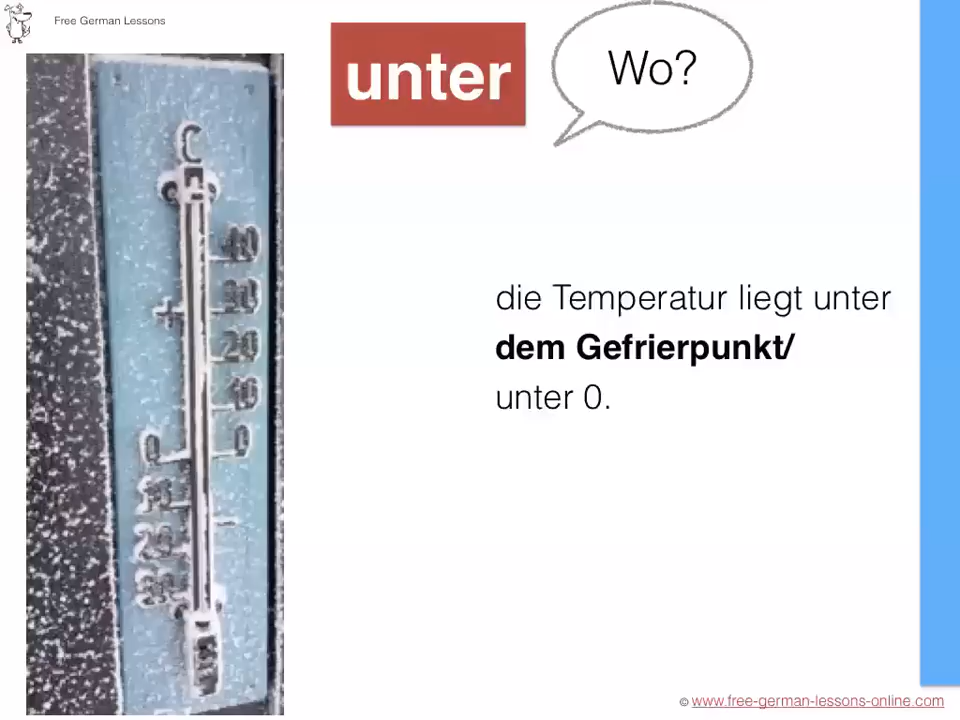 Free German Lessons
unter
Wo?
C
40
30
20
10
0
0
10
20
30
die Temperatur liegt unter
dem Gefrierpunkt/
unter 0.
© www.free-german-lessons-online.com